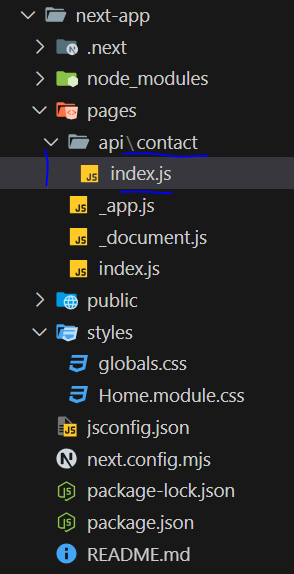 next-app
.next
node_modules
pages
api\contact
index.js
_app.js
_document.js
index.js
public
styles
globals.css
Home.module.css
jsconfig.json
next.config.mjs
package-lock.json
package.json
README.md